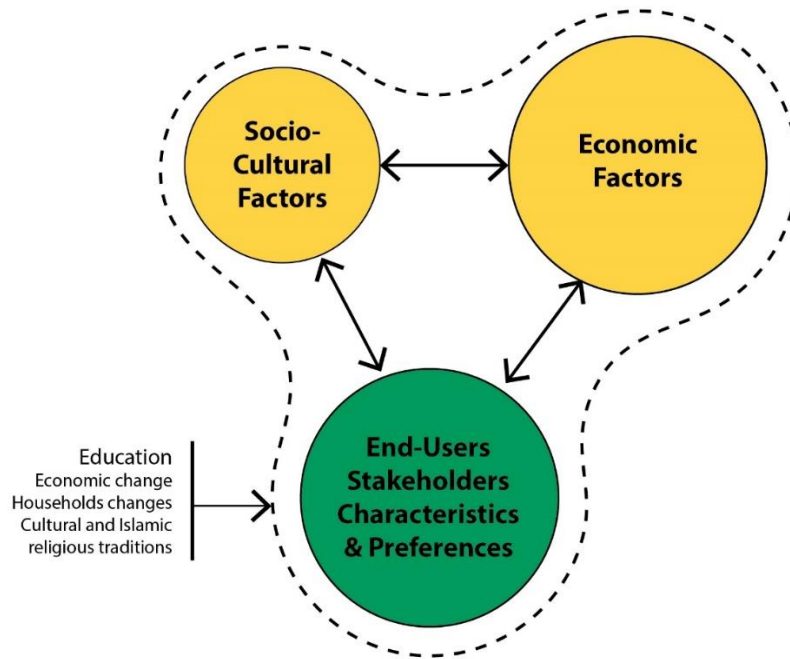 Socio-
Cultural
Factors
Economic
Factors
End-Users
Stakeholders
Characteristics
& Preferences
Education
Economic change
Households changes
Cultural and Islamic
religious traditions